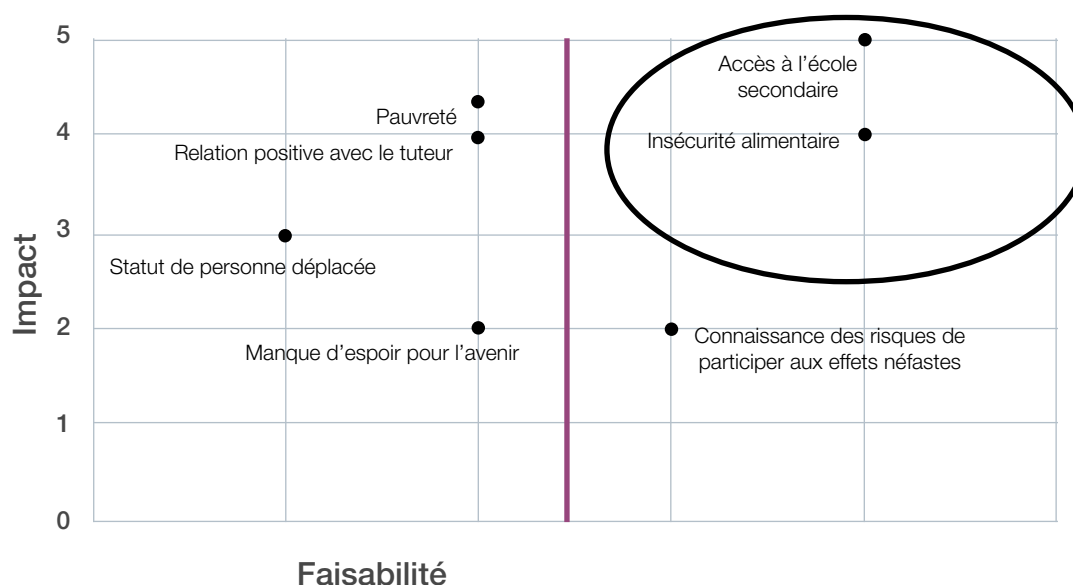 5
Accès à l’école
secondaire
Pauvreté
4
Insécurité alimentaire
Relation positive avec le tuteur
3
Statut de personne déplacée
Impact
2
Connaissance des risques de
participer aux effets néfastes
Manque d’espoir pour l’avenir
1
0
Faisabilité